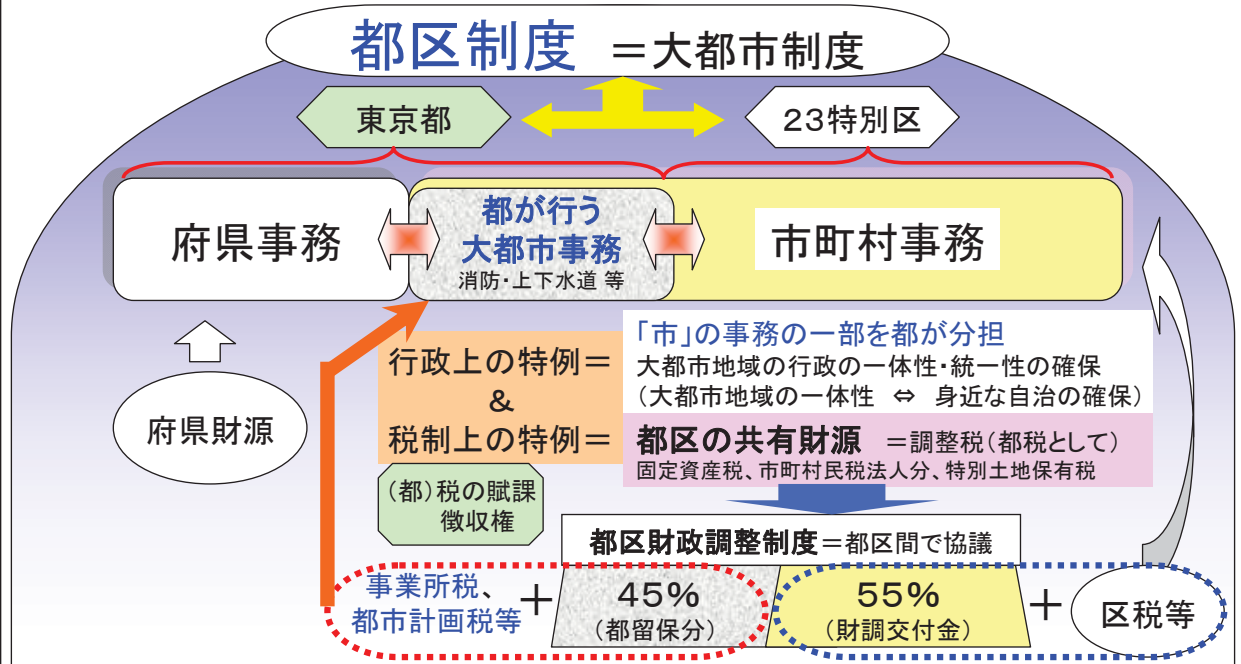 都区制度 ＝大都市制度
東京都
23特別区
府県事務
都が行う
大都市事務
消防・上下水道 等
市町村事務
府県財源
行政上の特例＝
＆
税制上の特例＝
「市」の事務の一部を都が分担
大都市地域の行政の一体性・統一性の確保
（大都市地域の一体性 ⇔ 身近な自治の確保）
都区の共有財源 ＝調整税（都税として）
固定資産税、市町村民税法人分、特別土地保有税
（都）税の賦課
徴収権
都区財政調整制度＝都区間で協議
事業所税、
都市計画税等
＋
45%
（都留保分）
55%
（財調交付金）
＋
区税等